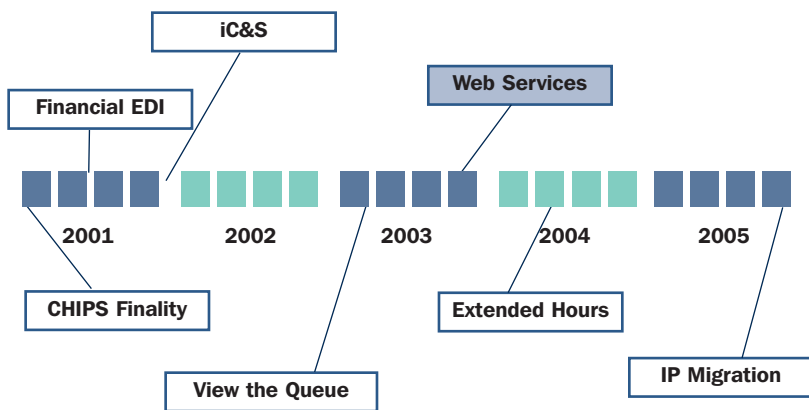 iC&S
Web Services
Financial EDI
2001
2002
2003
2004
2005
CHIPS Finality
Extended Hours
IP Migration
View the Queue